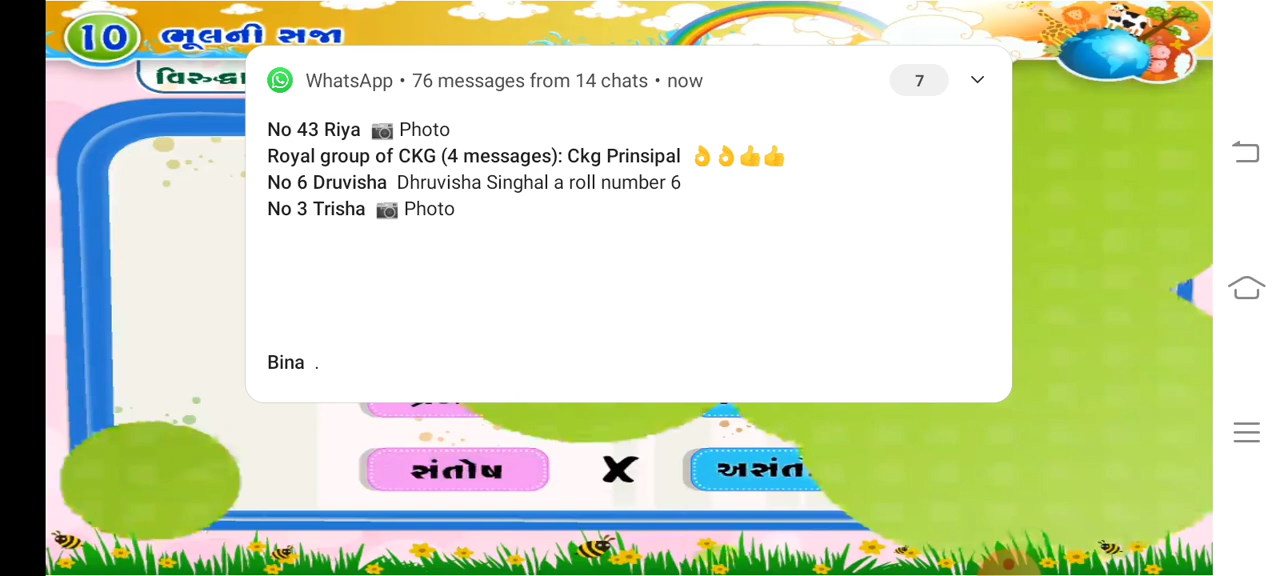 10 ભૂલની સજા
WhatsApp • 76 messages from 14 chats • now 7
No 43 Riya 📷 Photo
Royal group of CKG (4 messages): Ckg Prinsipal 👌👌👍👍
No 6 Druvisha Dhruvisha Singhal a roll number 6
No 3 Trisha 📷 Photo
Bina .
સંતોષ X